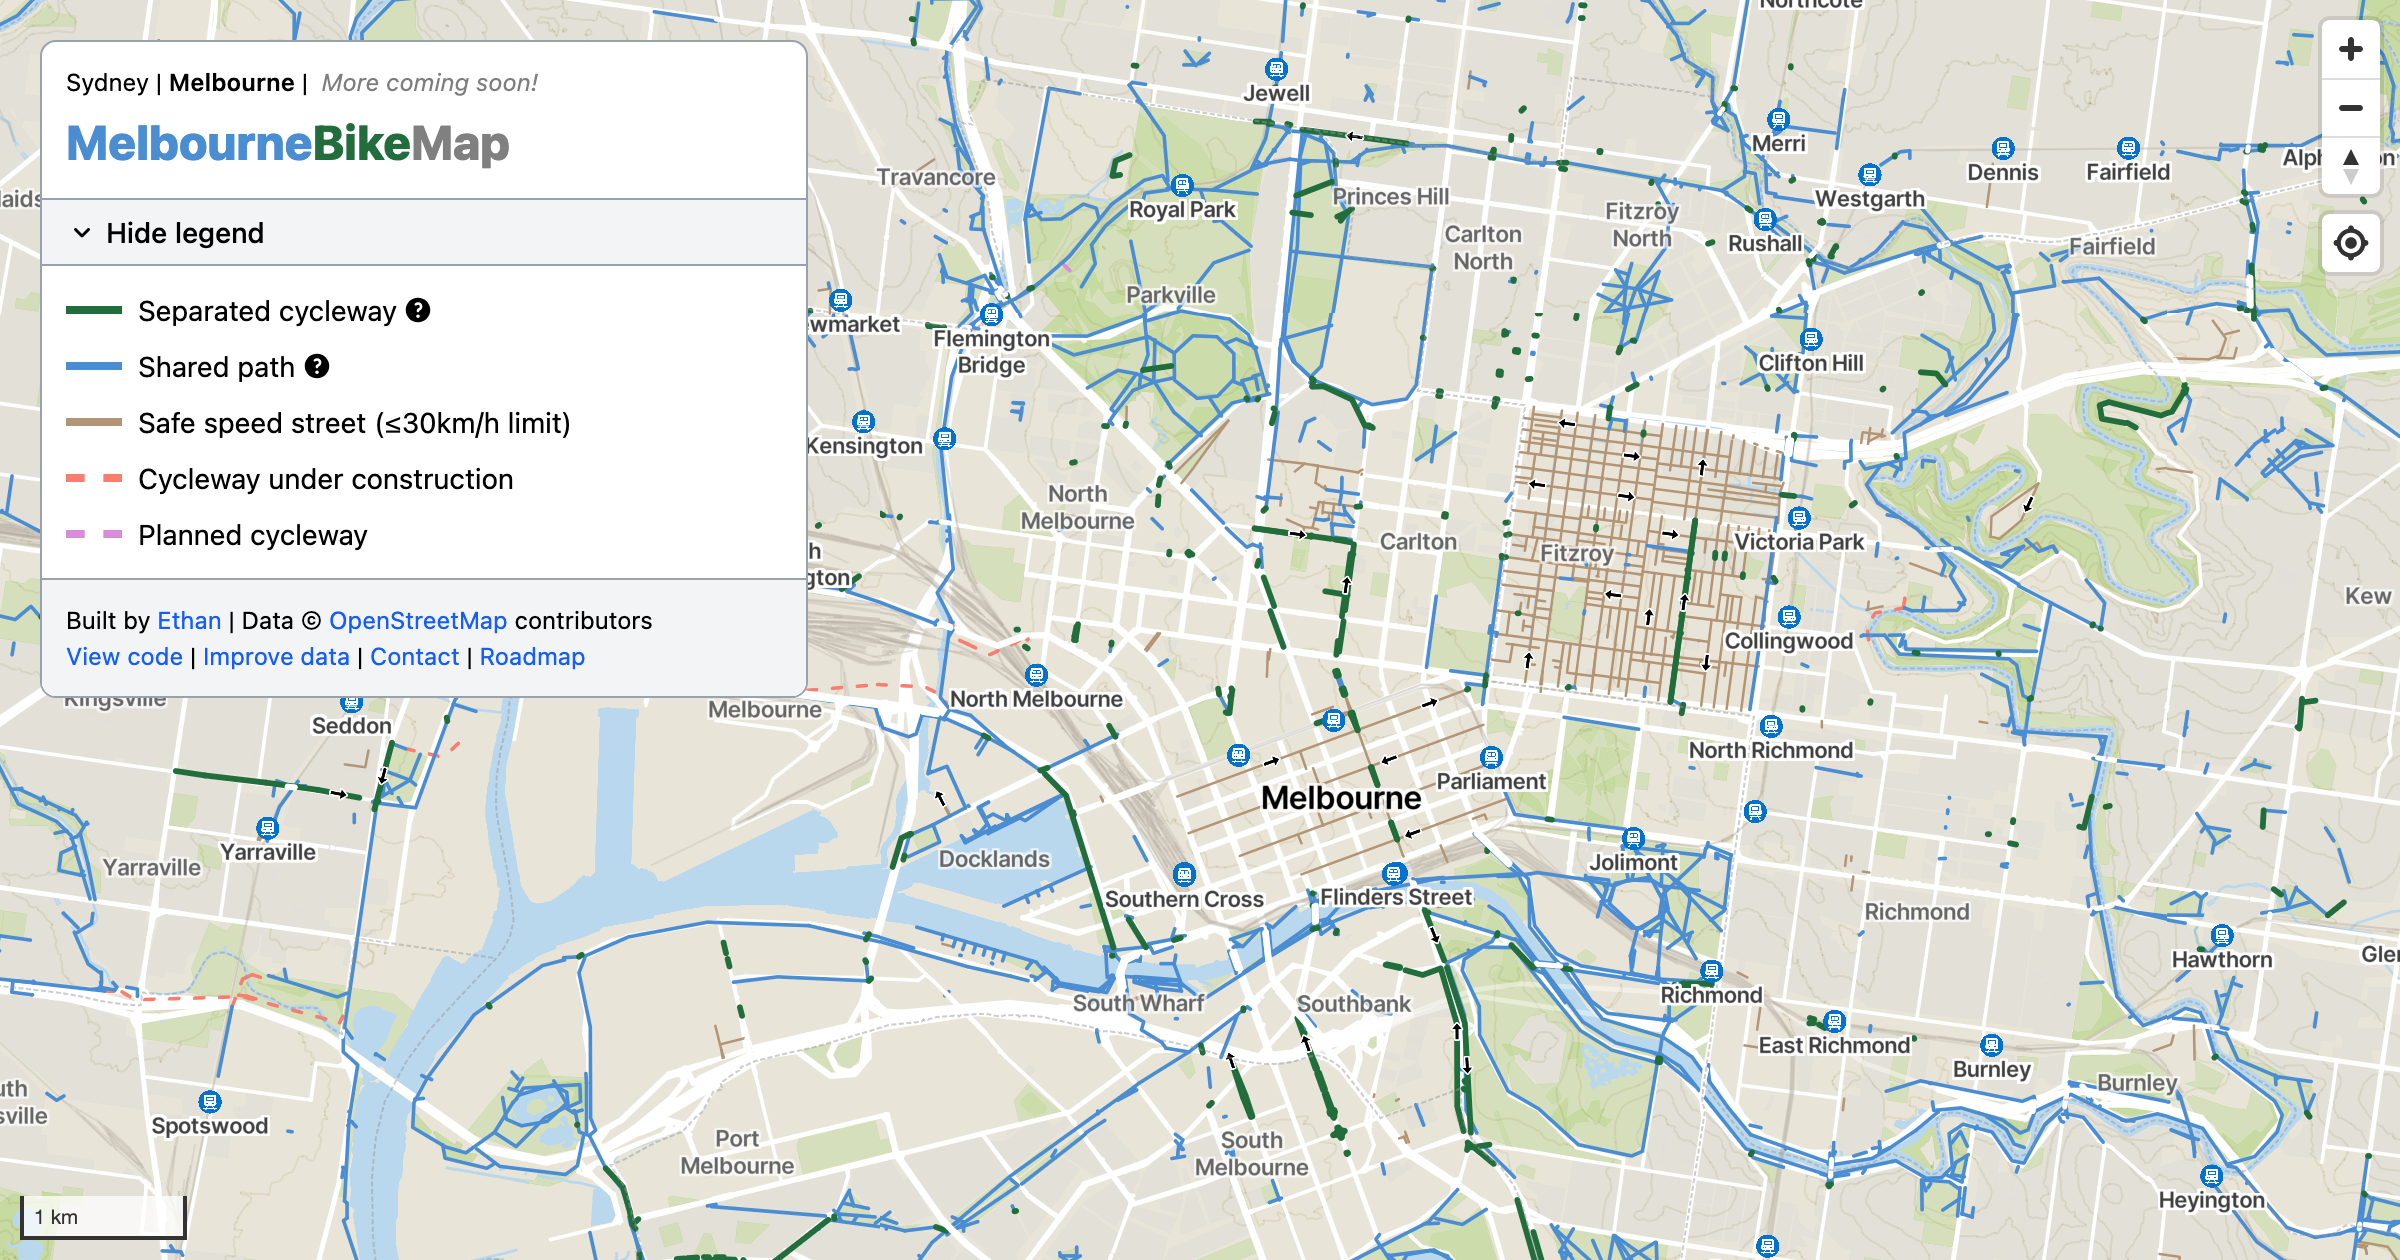 Sydney | Melbourne | More coming soon!
MelbourneBikeMap
Hide legend
Separated cycleway ?
Shared path ?
Safe speed street (≤30km/h limit)
Cycleway under construction
Planned cycleway
Built by Ethan | Data © OpenStreetMap contributors
View code | Improve data | Contact | Roadmap
Northcote
Jewell
Merri
Dennis
Fairfield
Westgarth
Travancore
Royal Park
Princes Hill
Fitzroy
North
Rushall
Carlton
North
Fairfield
Parkville
Flemington
Bridge
Clifton Hill
Kensington
North
Melbourne
Carlton
Fitzroy
Victoria Park
Kew
Collingwood
North Melbourne
Kingsville
Seddon
Melbourne
North Richmond
Parliament
Melbourne
Yarraville
Yarraville
Docklands
Jolimont
Southern Cross
Flinders Street
Richmond
Hawthorn
South Wharf
Southbank
Richmond
East Richmond
Burnley
Burnley
Spotswood
Port
Melbourne
South
Melbourne
Heyington
1 km